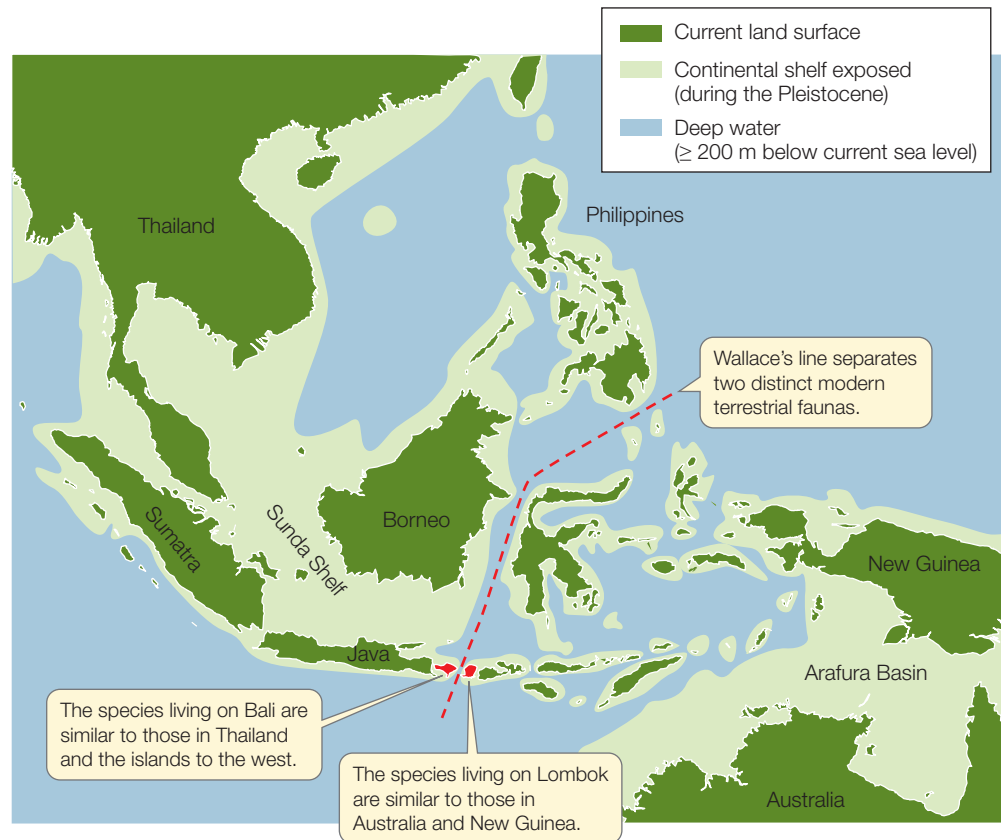 Current land surface
Continental shelf exposed
(during the Pleistocene)
Deep water
(≥ 200 m below current sea level)
Philippines
Thailand
Wallace's line separates
two distinct modern
terrestrial faunas.
Borneo
Sunda Shelf
Sumatra
New Guinea
Java
Arafura Basin
The species living on Bali are
similar to those in Thailand
and the islands to the west.
The species living on Lombok
are similar to those in
Australia and New Guinea.
Australia